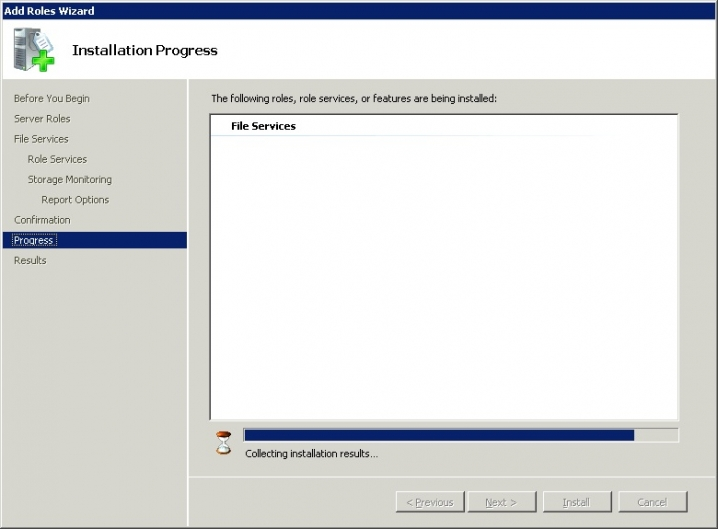 Add Roles Wizard
Installation Progress
Before You Begin
Server Roles
File Services
Role Services
Storage Monitoring
Report Options
Confirmation
Progress
Results
The following roles, role services, or features are being installed:
File Services
Collecting installation results...
< Previous
Next >
Install
Cancel